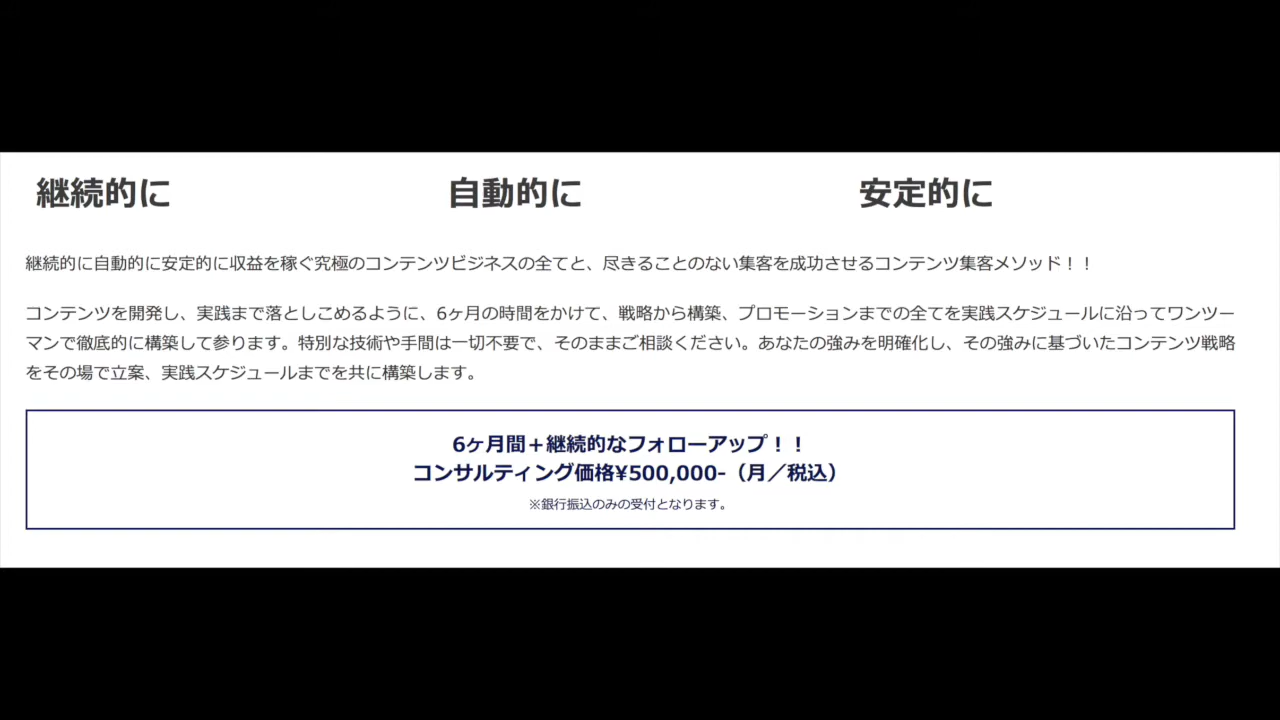 継続的に
自動的に
安定的に
継続的に自動的に安定的に収益を稼ぐ究極のコンテンツビジネスの全てと、尽きることのない集客を成功させるコンテンツ集客メソッド！！
コンテンツを開発し、実践まで落としこめるように、6ヶ月の時間をかけて、戦略から構築、プロモーションまでの全てを実践スケジュールに沿ってワンツー
マンで徹底的に構築して参ります。特別な技術や手間は一切不要で、そのままご相談ください。あなたの強みを明確化し、その強みに基づいたコンテンツ戦略
をその場で立案、実践スケジュールまでを共に構築します。
6ヶ月間＋継続的なフォローアップ！！
コンサルティング価格¥500,000-（月／税込）
※銀行振込のみの受付となります。